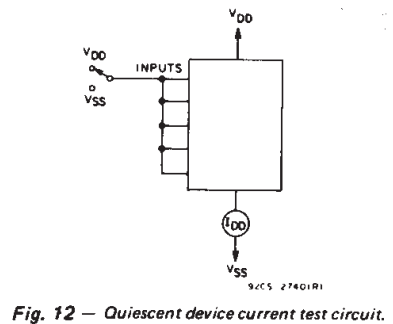 VDD
VDD
INPUTS
VSS
IDD
VSS
92CS 27401R1
Fig. 12 — Quiescent device current test circuit.